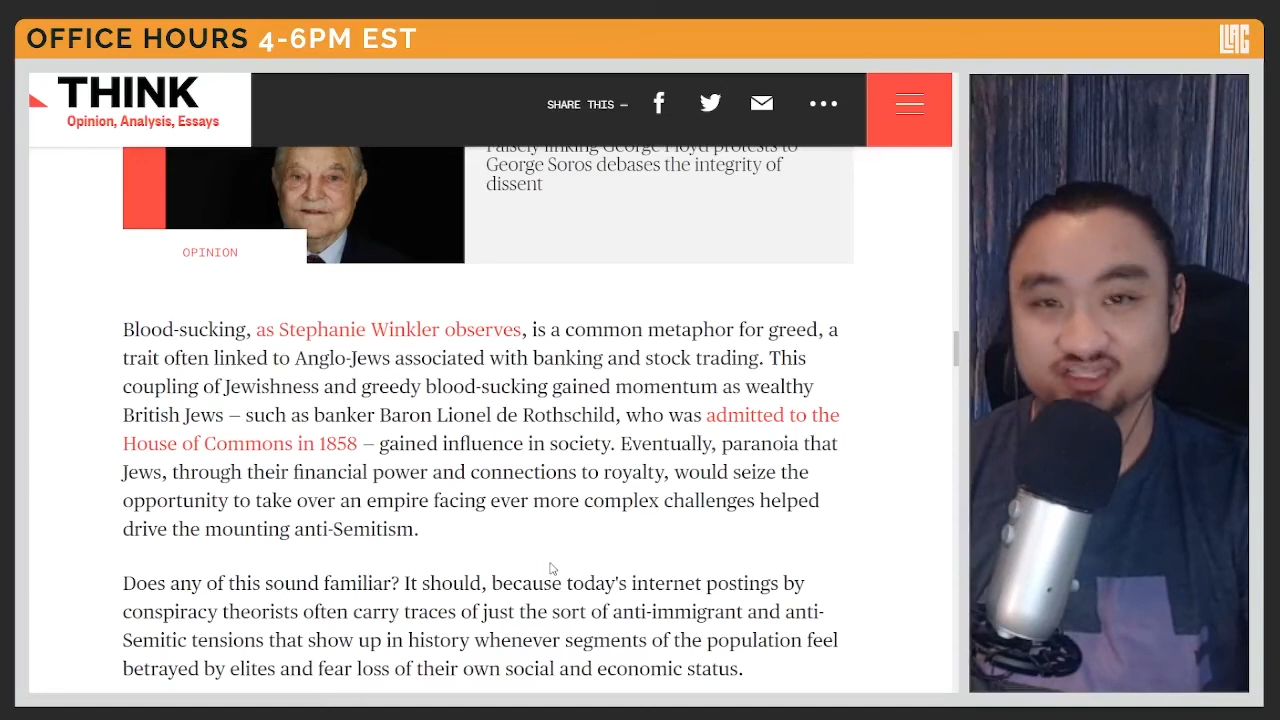 OFFICE HOURS 4-6PM EST
LLAG
THINK
Opinion, Analysis, Essays
SHARE THIS —
Falsely linking George Floyd protests to
George Soros debases the integrity of
dissent
OPINION
Blood-sucking, as Stephanie Winkler observes, is a common metaphor for greed, a
trait often linked to Anglo-Jews associated with banking and stock trading. This
coupling of Jewishness and greedy blood-sucking gained momentum as wealthy
British Jews — such as banker Baron Lionel de Rothschild, who was admitted to the
House of Commons in 1858 — gained influence in society. Eventually, paranoia that
Jews, through their financial power and connections to royalty, would seize the
opportunity to take over an empire facing ever more complex challenges helped
drive the mounting anti-Semitism.
Does any of this sound familiar? It should, because today's internet postings by
conspiracy theorists often carry traces of just the sort of anti-immigrant and anti-
Semitic tensions that show up in history whenever segments of the population feel
betrayed by elites and fear loss of their own social and economic status.